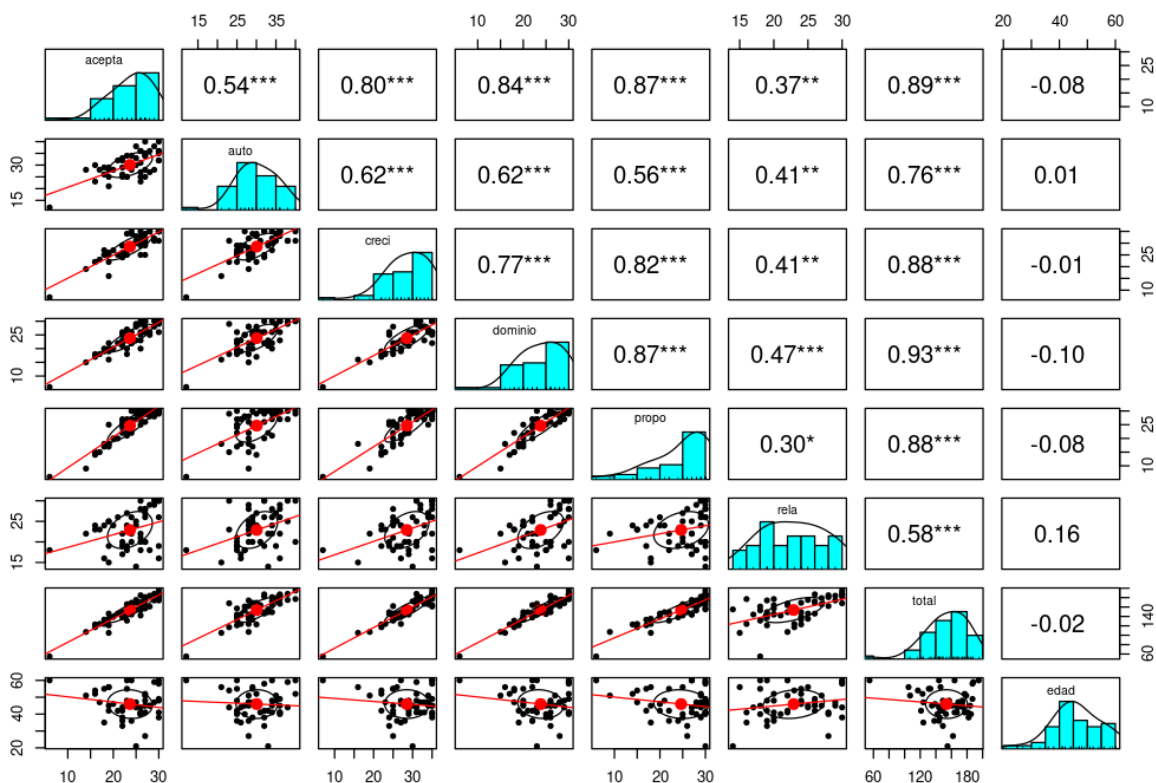 15 25 35 10 20 30 15 20 25 30 20 30 40 50 60
acepta 0.54*** 0.80*** 0.84*** 0.87*** 0.37** 0.89*** -0.08 10 25
15 30 auto 0.62*** 0.62*** 0.56*** 0.41** 0.76*** 0.01
creci 0.77*** 0.82*** 0.41** 0.88*** -0.01 10 25
10 25 dominio 0.87*** 0.47*** 0.93*** -0.10
propo 0.30* 0.88*** -0.08 10 25
15 25 rela 0.58*** 0.16
total -0.02 60 140
20 40 60 edad
10 20 30 10 20 30 10 20 30 60 120 180